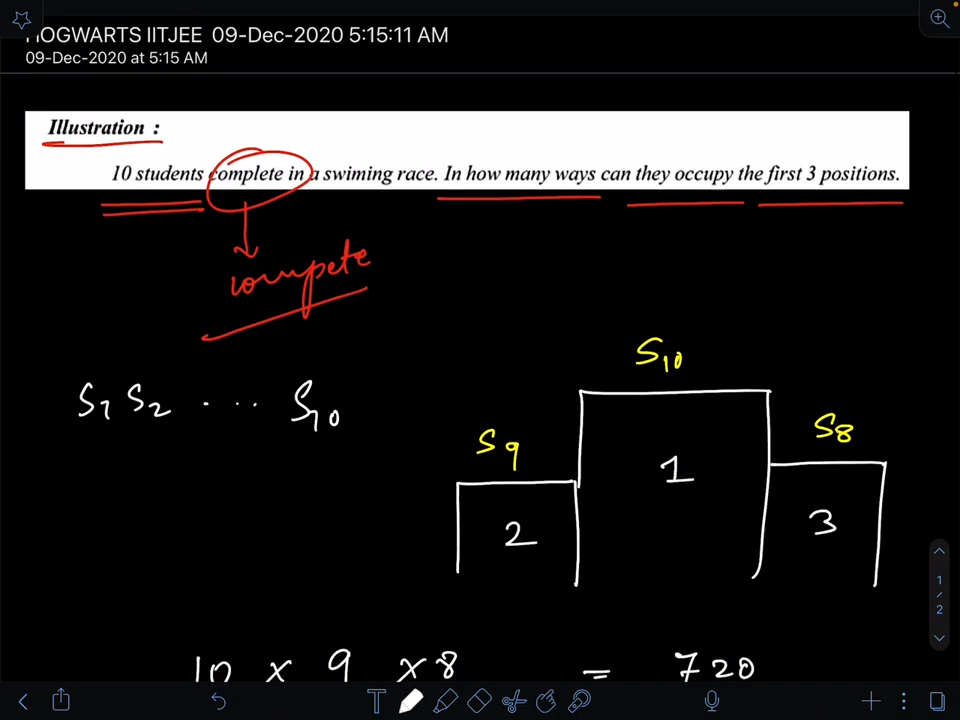 HOGWARTS IITJEE 09-Dec-2020 5:15:11 AM
09-Dec-2020 at 5:15 AM
Illustration :
10 students complete in a swiming race. In how many ways can they occupy the first 3 positions.
compete
S10
S1 S2 ... S10
S9
S8
1
2
3
1
/
2
10 × 9 × 8 = 720
T